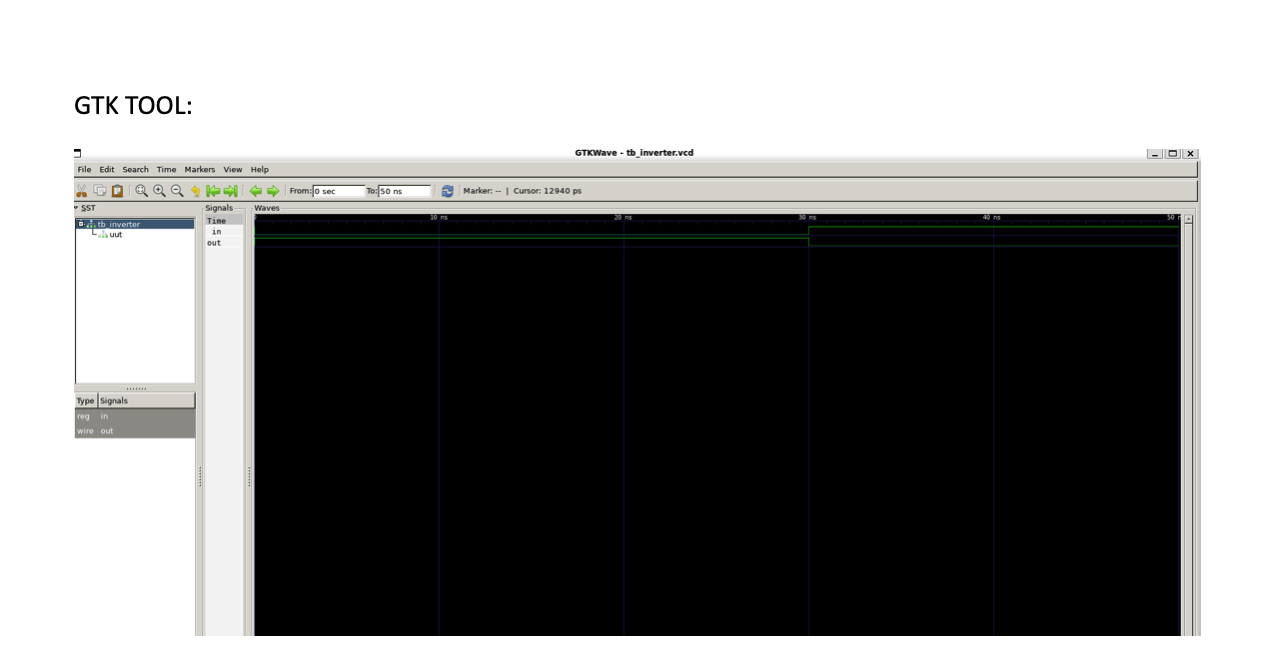 GTK TOOL:
GTKWave - tb_inverter.vcd
File Edit Search Time Markers View Help
From: 0 sec To: 50 ns Marker: -- | Cursor: 12940 ps
SST
tb_inverter
uut
Type Signals
reg in
wire out
Signals
Time
in
out
Waves
10 ns 20 ns 30 ns 40 ns 50